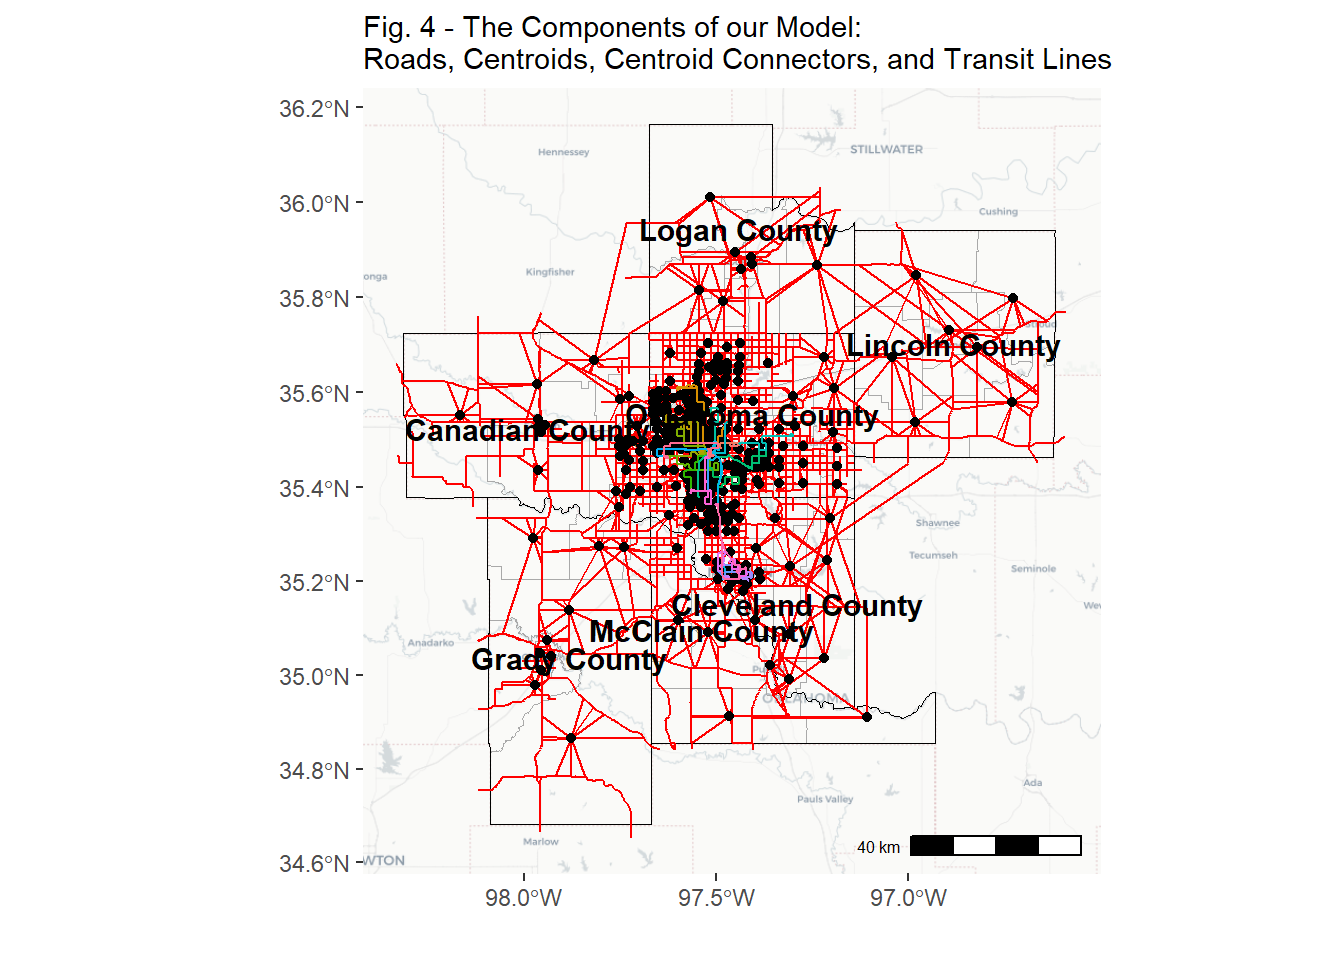 Fig. 4 - The Components of our Model:
Roads, Centroids, Centroid Connectors, and Transit Lines
36.2°N
36.0°N
35.8°N
35.6°N
35.4°N
35.2°N
35.0°N
34.8°N
34.6°N
Hennessey
STILLWATER
Cushing
Logan County
onga
Kingfisher
Lincoln County
Canadian County
Shawnee
Tecumseh
Seminole
Cleveland County
McClain County
Anadarko
Grady County
OKLAHOMA
Ada
Pauls Valley
Marlow
WTON
40 km
98.0°W
97.5°W
97.0°W